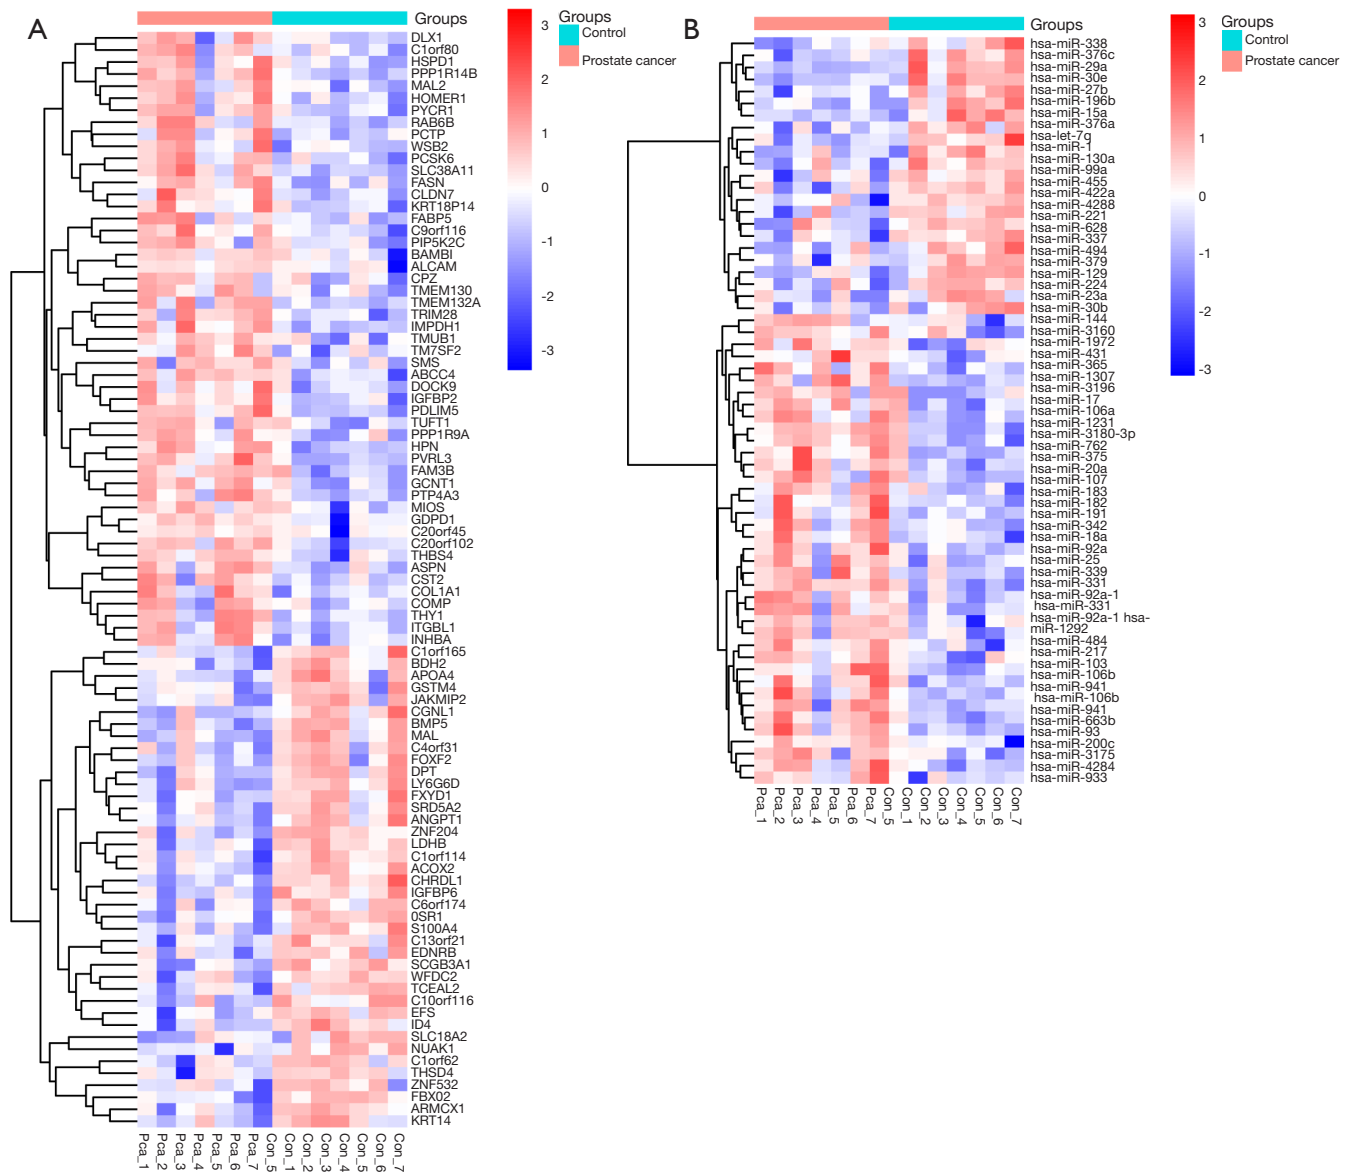 A
Groups
DLX1
C1orf80
HSPD1
PPP1R14B
MAL2
HOMER1
PYCR1
RAB6B
PCTP
WSB2
PCSK6
SLC38A11
FASN
CLDN7
KRT18P14
FABP5
C9orf116
PIP5K2C
BAMBI
ALCAM
CPZ
TMEM130
TMEM132A
TRIM28
IMPDH1
TMUB1
TM7SF2
SMS
ABCC4
DOCK9
IGFBP2
PDLIM5
TUFT1
PPP1R9A
HPN
PVRL3
FAM3B
GCNT1
PTP4A3
MIOS
GDPD1
C20orf45
C20orf102
THBS4
ASPN
CST2
COL1A1
COMP
THY1
ITGBL1
INHBA
C1orf165
BDH2
APOA4
GSTM4
JAKMIP2
CGNL1
BMP5
MAL
C4orf31
FOXF2
DPT
LY6G6D
FXYD1
SRD5A2
ANGPT1
ZNF204
LDHB
C1orf114
ACOX2
CHRDL1
IGFBP6
C6orf174
0SR1
S100A4
C13orf21
EDNRB
SCGB3A1
WFDC2
TCEAL2
C10orf116
EFS
ID4
SLC18A2
NUAK1
C1orf62
THSD4
ZNF532
FBX02
ARMCX1
KRT14
Pca_1
Pca_2
Pca_3
Pca_4
Pca_5
Pca_6
Pca_7
Con_5
Con_1
Con_2
Con_3
Con_4
Con_5
Con_6
Con_7
3
2
1
0
-1
-2
-3
Groups
Control
Prostate cancer
B
Groups
hsa-miR-338
hsa-miR-376c
hsa-miR-29a
hsa-miR-30e
hsa-miR-27b
hsa-miR-196b
hsa-miR-15a
hsa-miR-376a
hsa-let-7g
hsa-miR-1
hsa-miR-130a
hsa-miR-99a
hsa-miR-455
hsa-miR-422a
hsa-miR-4288
hsa-miR-221
hsa-miR-628
hsa-miR-337
hsa-miR-494
hsa-miR-379
hsa-miR-129
hsa-miR-224
hsa-miR-23a
hsa-miR-30b
hsa-miR-144
hsa-miR-3160
hsa-miR-1972
hsa-miR-431
hsa-miR-365
hsa-miR-1307
hsa-miR-3196
hsa-miR-17
hsa-miR-106a
hsa-miR-1231
hsa-miR-3180-3p
hsa-miR-762
hsa-miR-375
hsa-miR-20a
hsa-miR-107
hsa-miR-183
hsa-miR-182
hsa-miR-191
hsa-miR-342
hsa-miR-18a
hsa-miR-92a
hsa-miR-25
hsa-miR-339
hsa-miR-331
hsa-miR-92a-1
hsa-miR-331
hsa-miR-92a-1 hsa-
miR-1292
hsa-miR-484
hsa-miR-217
hsa-miR-103
hsa-miR-106b
hsa-miR-941
hsa-miR-106b
hsa-miR-941
hsa-miR-663b
hsa-miR-93
hsa-miR-200c
hsa-miR-3175
hsa-miR-4284
hsa-miR-933
Pca_1
Pca_2
Pca_3
Pca_4
Pca_5
Pca_6
Pca_7
Con_5
Con_1
Con_2
Con_3
Con_4
Con_5
Con_6
Con_7
3
2
1
0
-1
-2
-3
Groups
Control
Prostate cancer